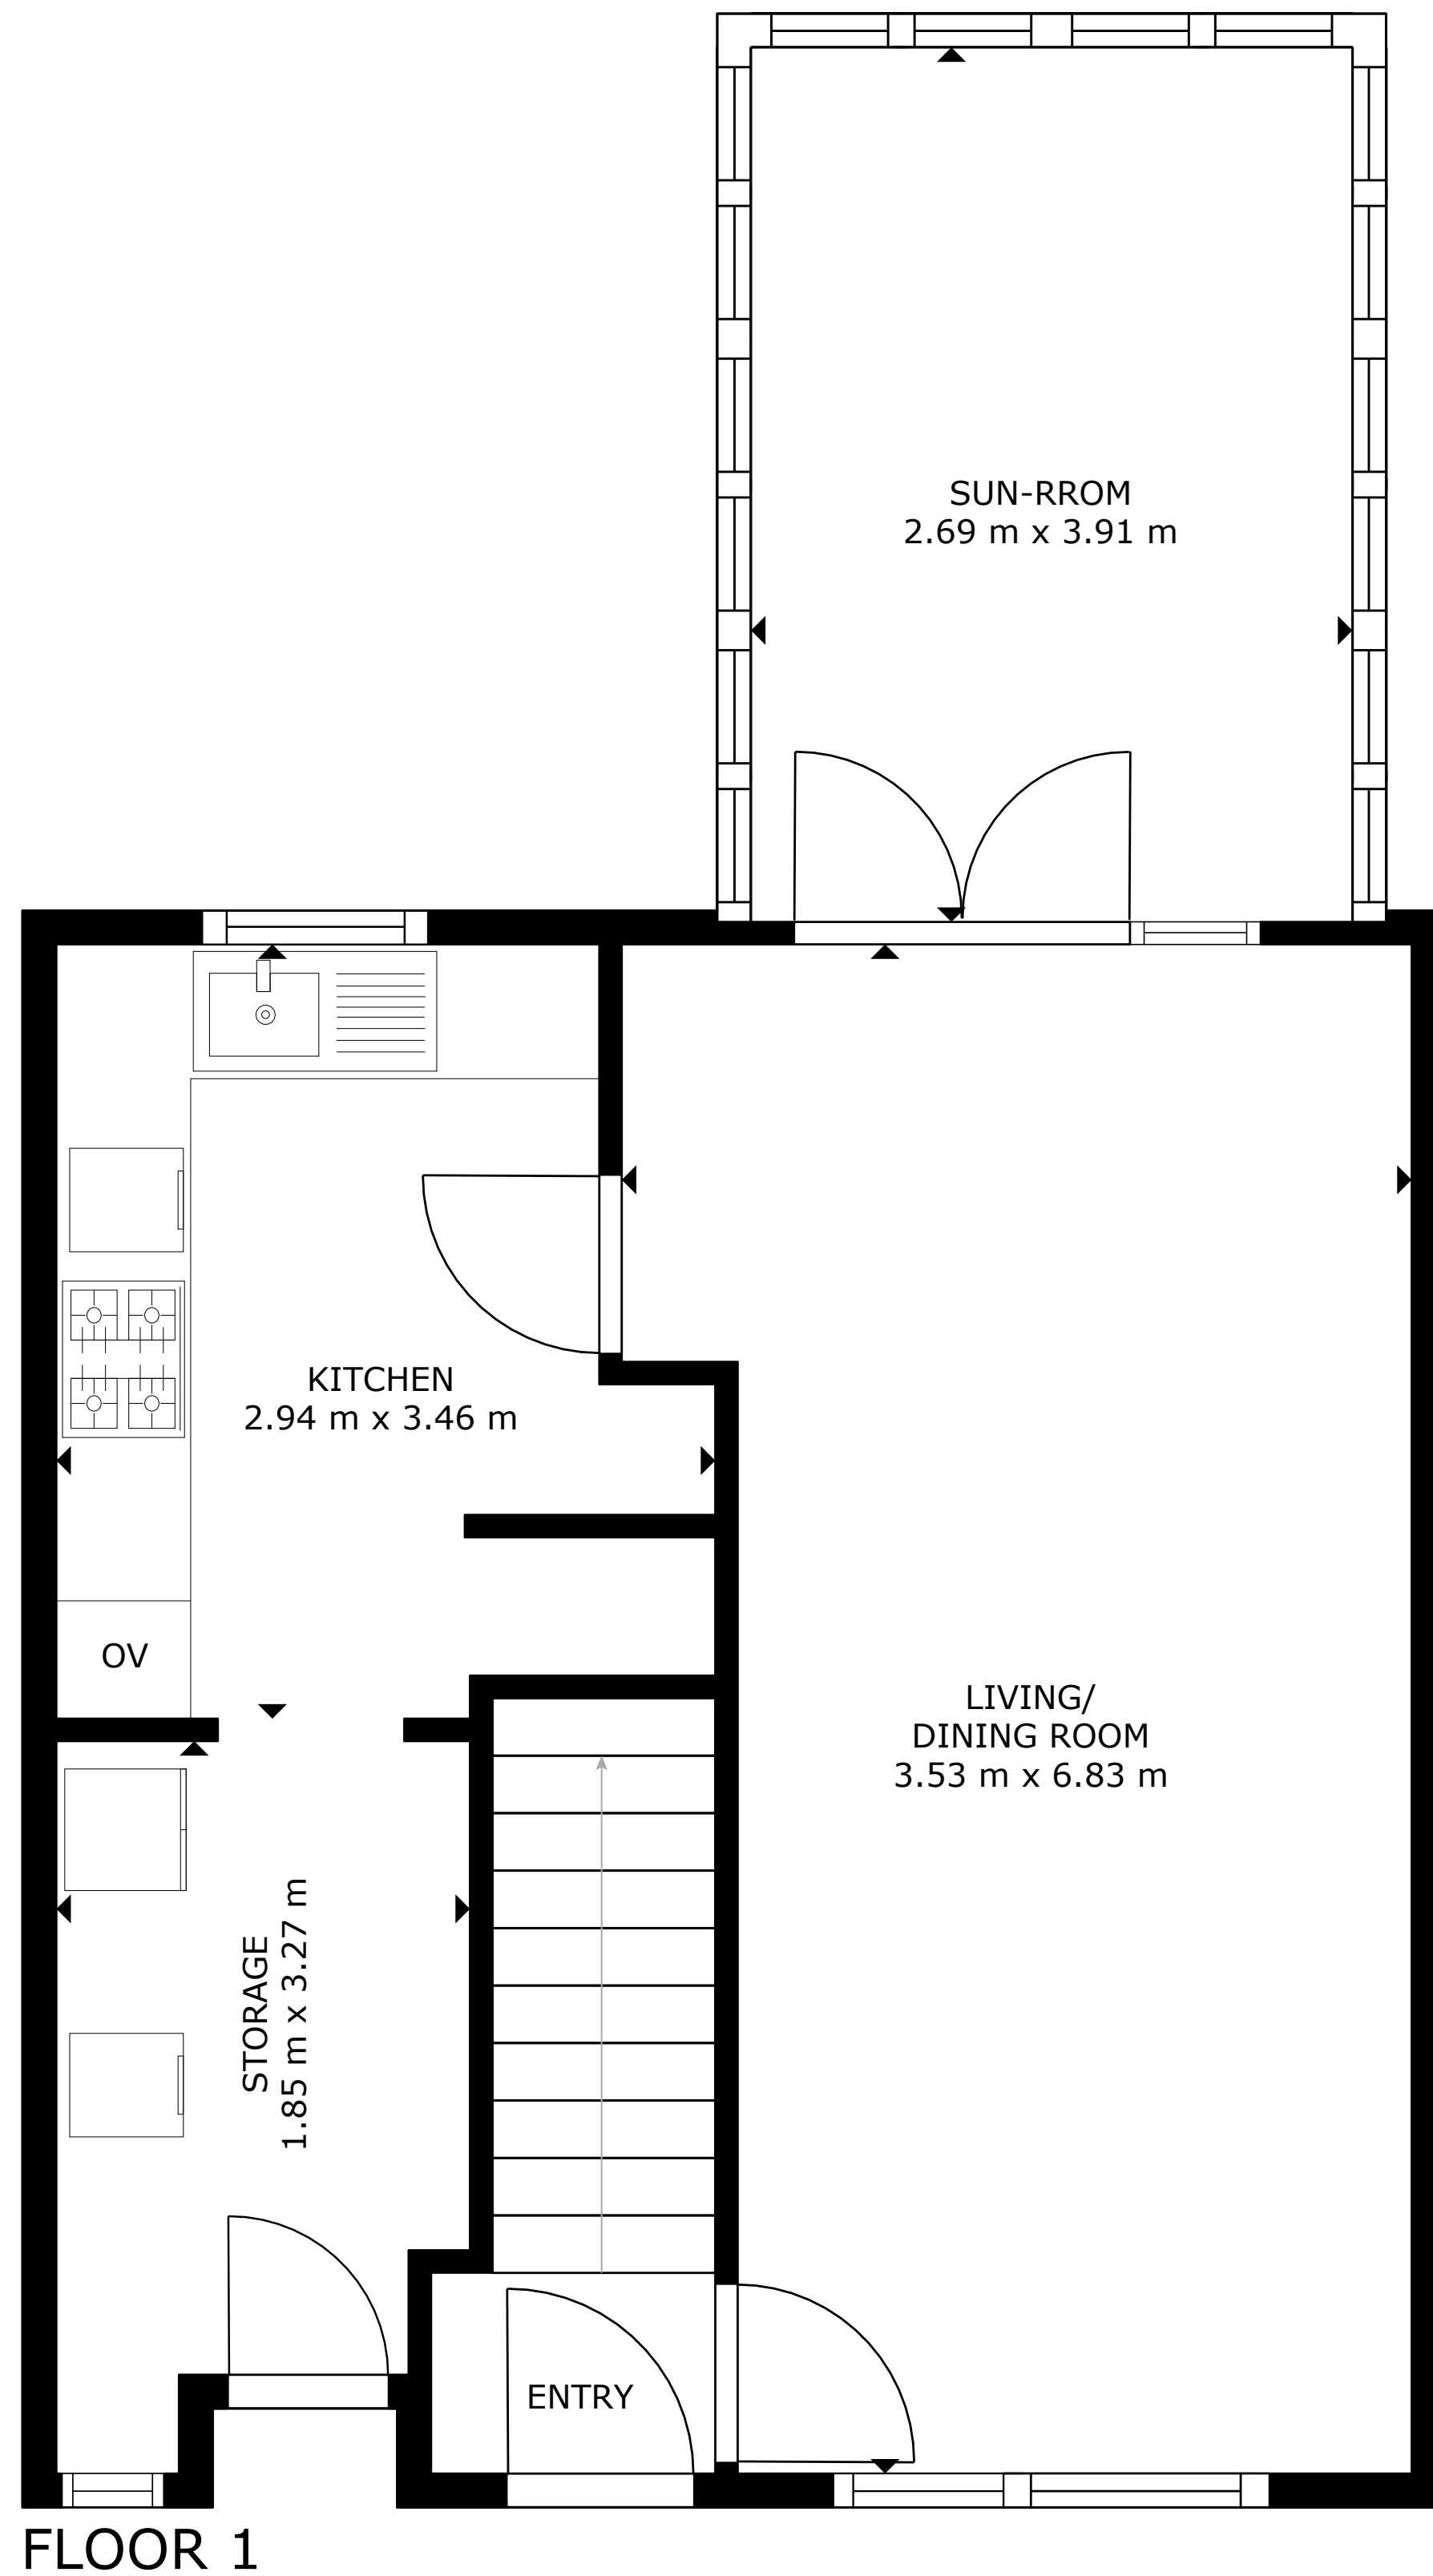 SUN-RROM
2.69 m x 3.91 m
KITCHEN
2.94 m x 3.46 m
OV
LIVING/
DINING ROOM
3.53 m x 6.83 m
STORAGE
1.85 m x 3.27 m
ENTRY
FLOOR 1